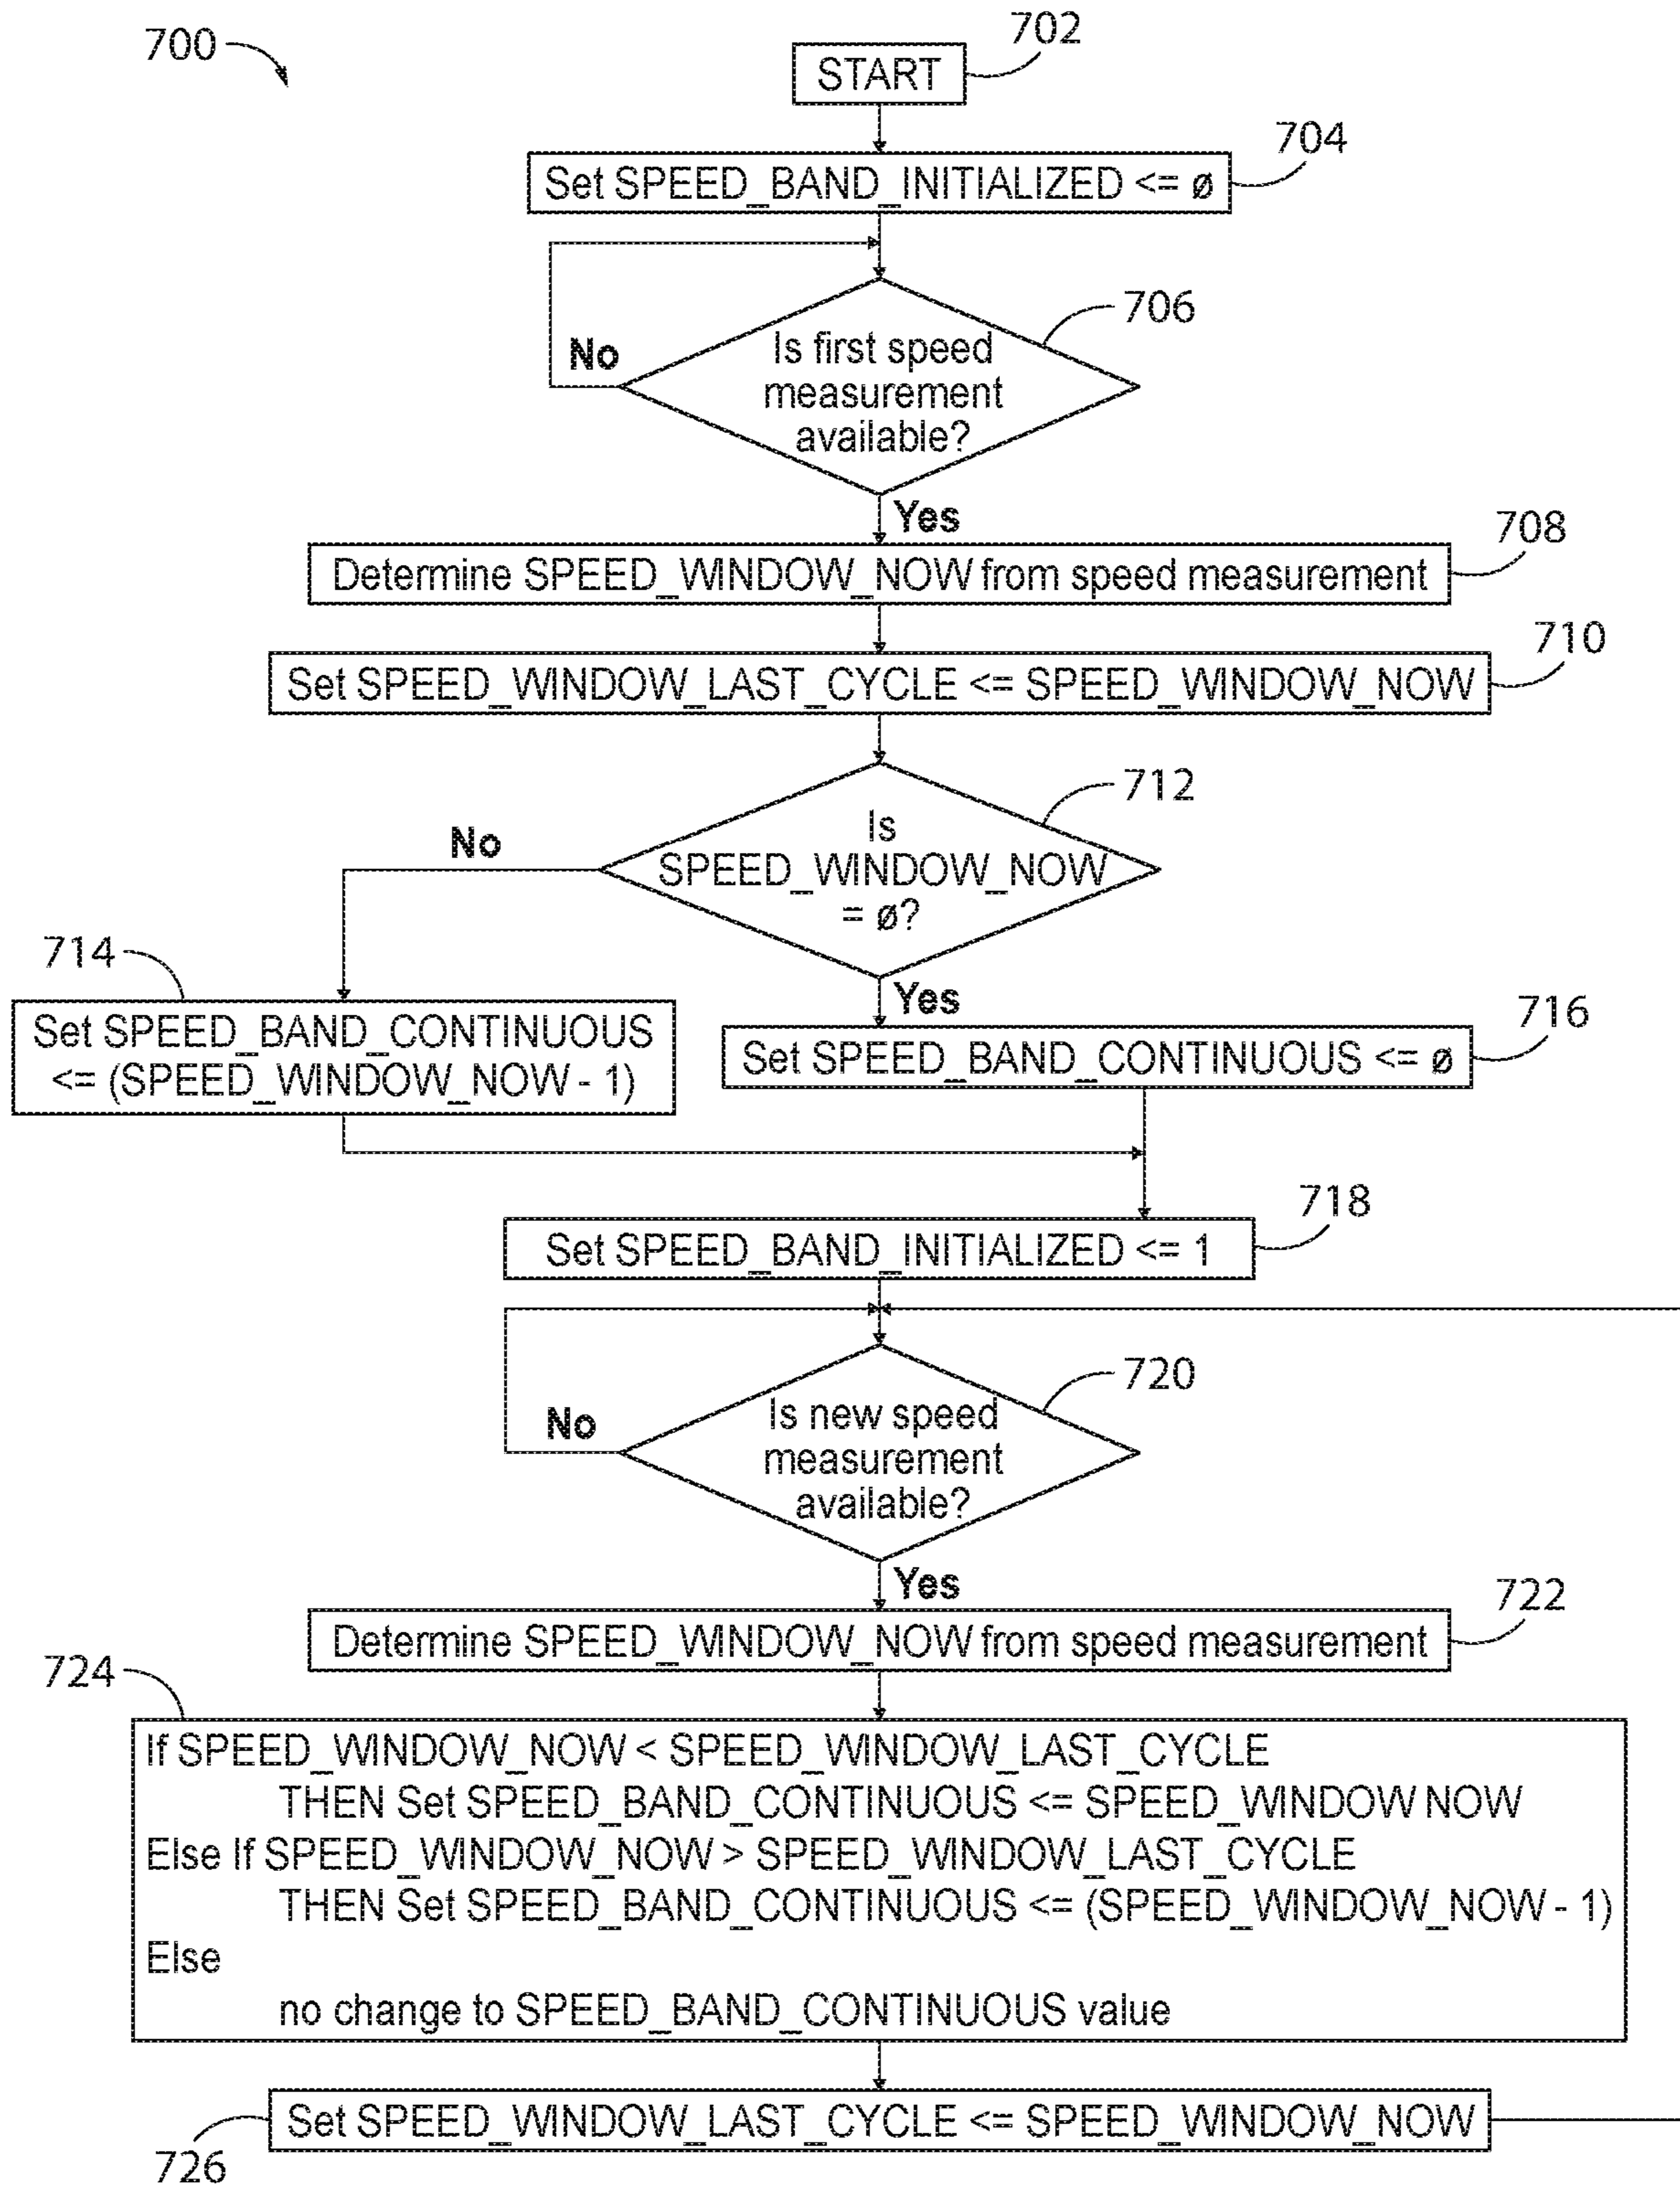 700
702
START
704
Set SPEED_BAND_INITIALIZED <= ø
706
No
Is first speed
measurement
available?
Yes
708
Determine SPEED_WINDOW_NOW from speed measurement
710
Set SPEED_WINDOW_LAST_CYCLE <= SPEED_WINDOW_NOW
712
No
Is
SPEED_WINDOW_NOW
= ø?
714
Yes
Set SPEED_BAND_CONTINUOUS
<= (SPEED_WINDOW_NOW - 1)
716
Set SPEED_BAND_CONTINUOUS <= ø
718
Set SPEED_BAND_INITIALIZED <= 1
720
No
Is new speed
measurement
available?
Yes
722
Determine SPEED_WINDOW_NOW from speed measurement
724
If SPEED_WINDOW_NOW < SPEED_WINDOW_LAST_CYCLE
THEN Set SPEED_BAND_CONTINUOUS <= SPEED_WINDOW NOW
Else If SPEED_WINDOW_NOW > SPEED_WINDOW_LAST_CYCLE
THEN Set SPEED_BAND_CONTINUOUS <= (SPEED_WINDOW_NOW - 1)
Else
no change to SPEED_BAND_CONTINUOUS value
Set SPEED_WINDOW_LAST_CYCLE <= SPEED_WINDOW_NOW
726